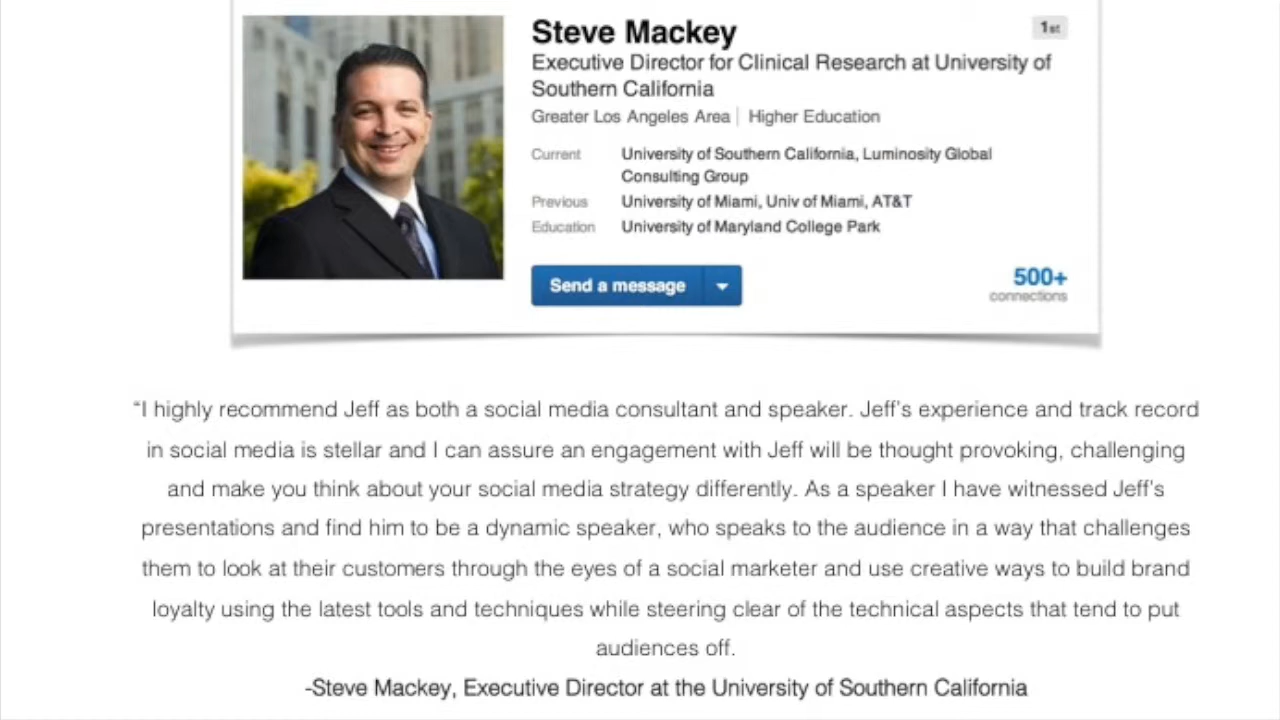 Steve Mackey
1st
Executive Director for Clinical Research at University of
Southern California
Greater Los Angeles Area | Higher Education
Current University of Southern California, Luminosity Global
Consulting Group
Previous University of Miami, Univ of Miami, AT&T
Education University of Maryland College Park
Send a message
500+
connections
“I highly recommend Jeff as both a social media consultant and speaker. Jeff's experience and track record
in social media is stellar and I can assure an engagement with Jeff will be thought provoking, challenging
and make you think about your social media strategy differently. As a speaker I have witnessed Jeff's
presentations and find him to be a dynamic speaker, who speaks to the audience in a way that challenges
them to look at their customers through the eyes of a social marketer and use creative ways to build brand
loyalty using the latest tools and techniques while steering clear of the technical aspects that tend to put
audiences off.
-Steve Mackey, Executive Director at the University of Southern California